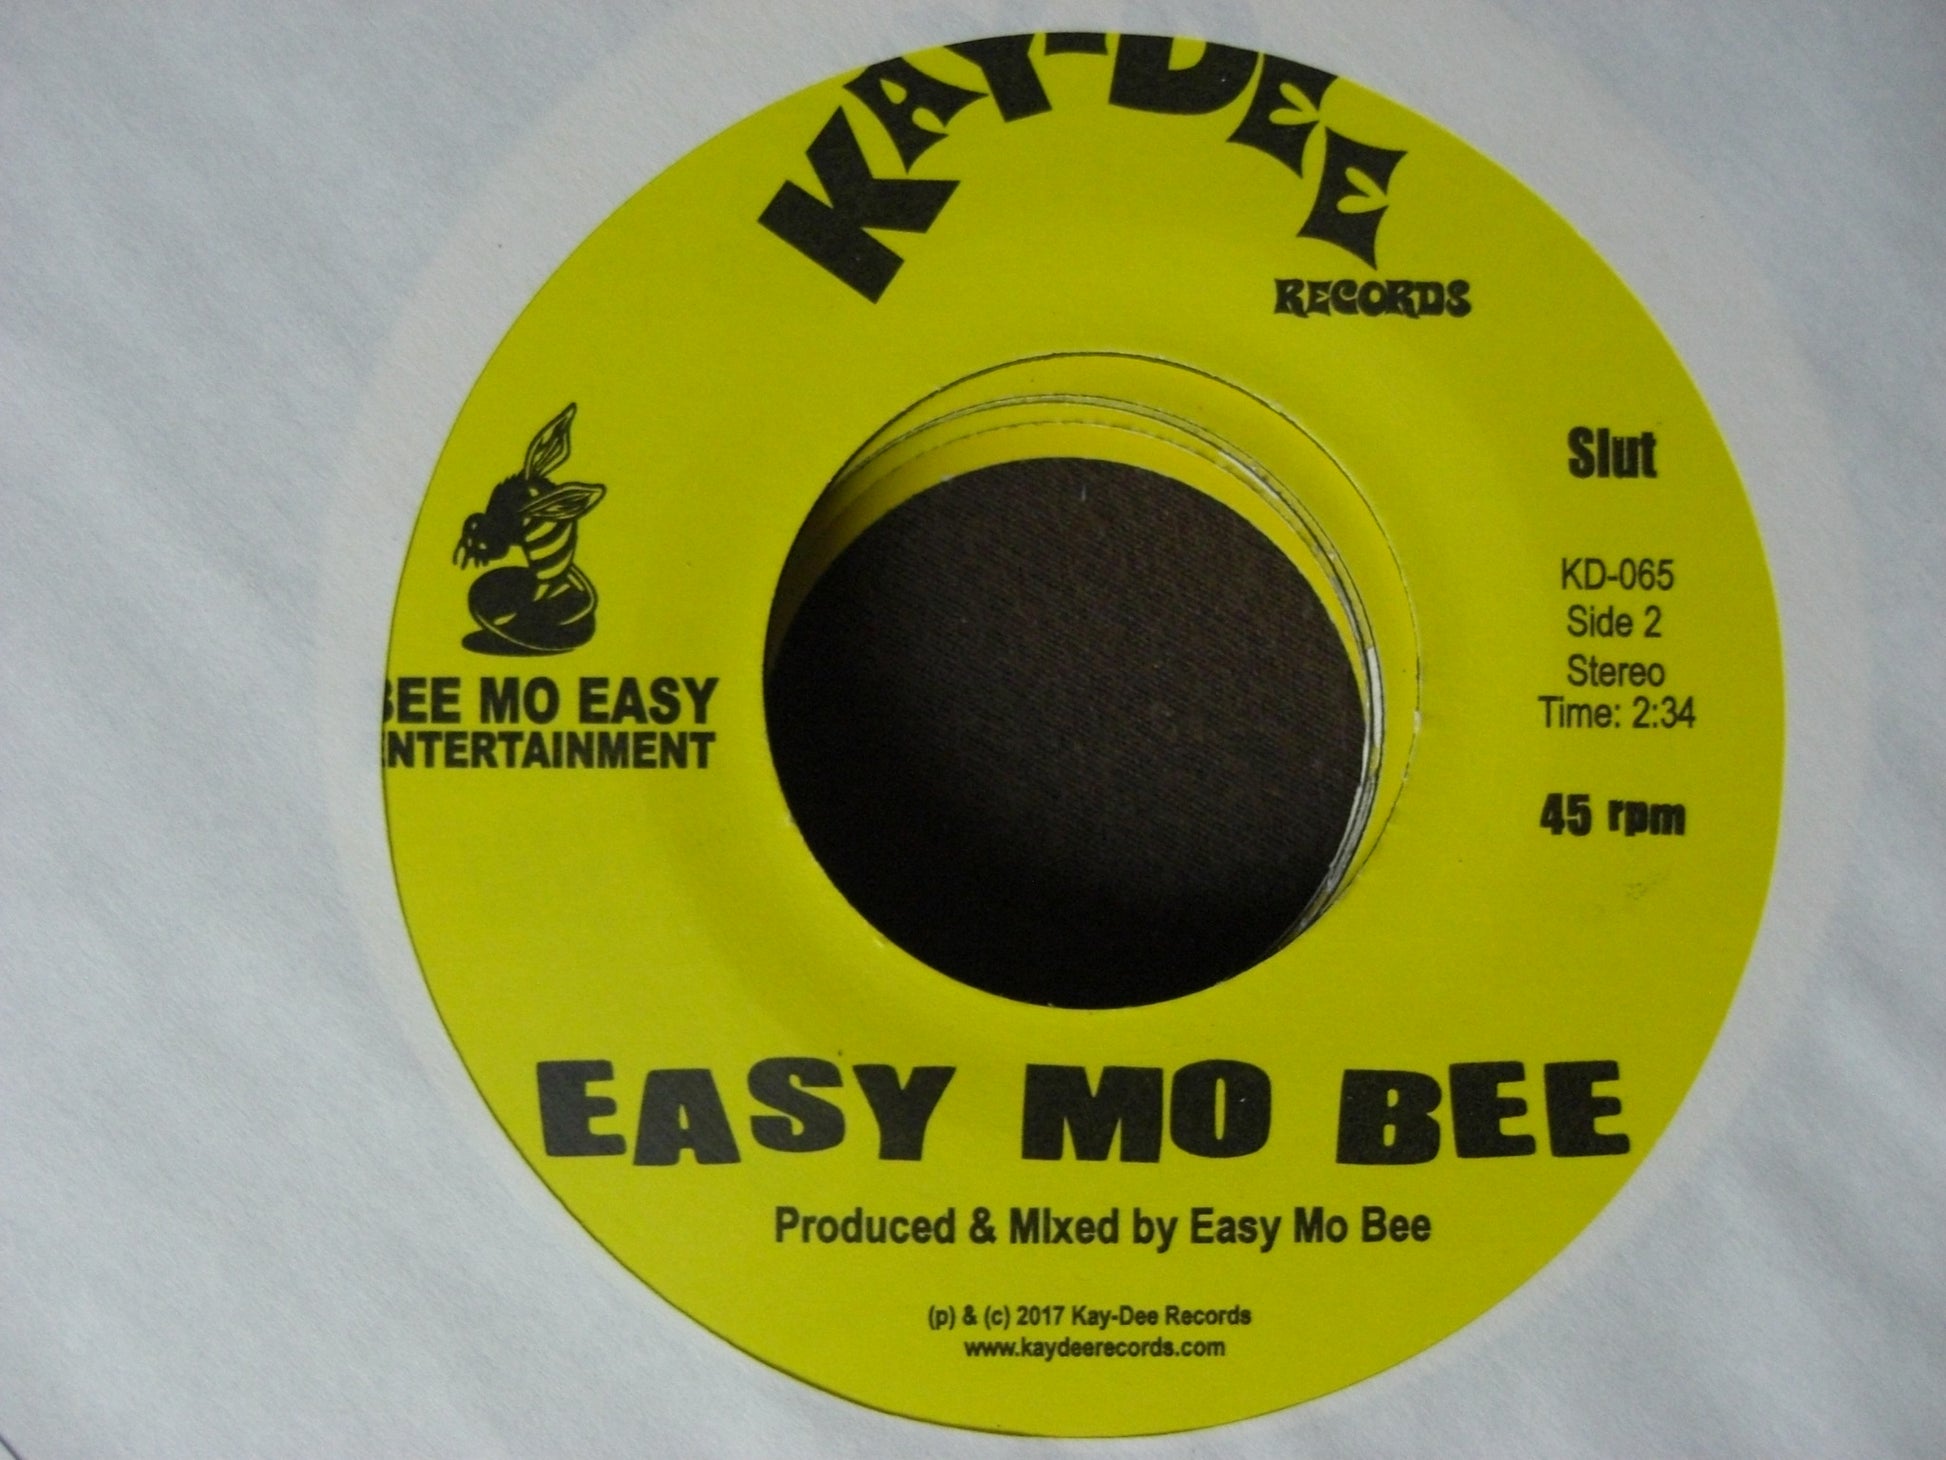 KAY-DEE
RECORDS
BEE MO EASY
ENTERTAINMENT
Slut
KD-065
Side 2
Stereo
Time: 2:34
45 rpm
EASY MO BEE
Produced & MIxed by Easy Mo Bee
(p) & (c) 2017 Kay-Dee Records
www.kaydeerecords.com